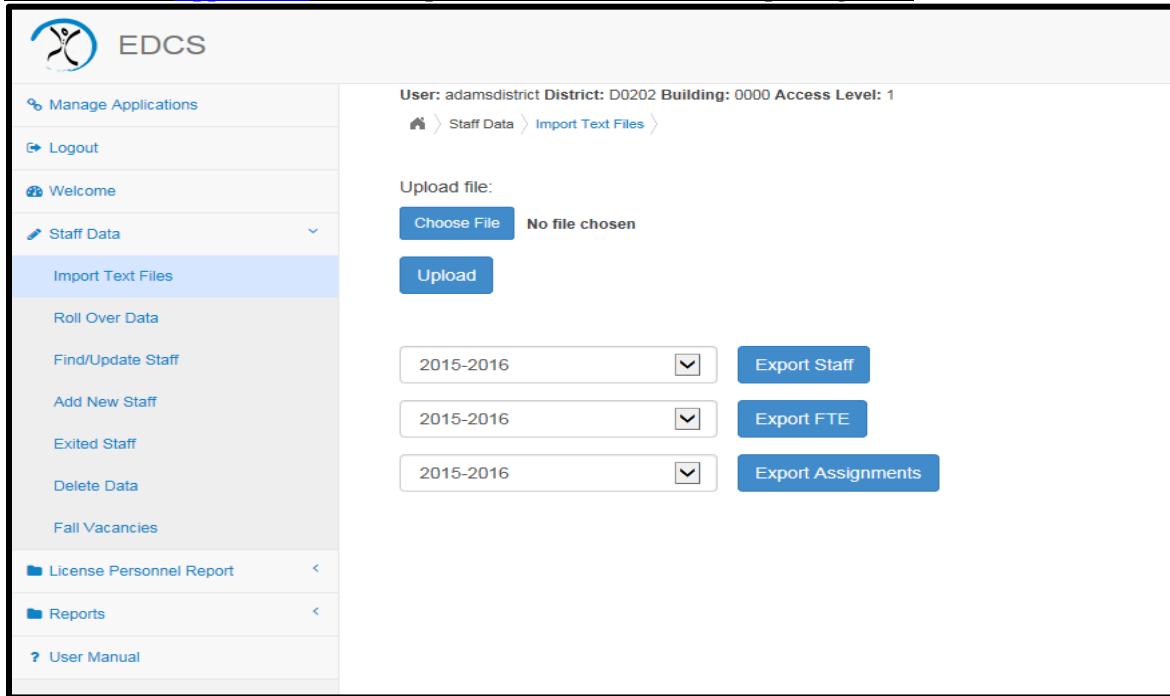 EDCS
Manage Applications
Logout
Welcome
Staff Data
Import Text Files
Roll Over Data
Find/Update Staff
Add New Staff
Exited Staff
Delete Data
Fall Vacancies
License Personnel Report
Reports
? User Manual
User: adamsdistrict District: D0202 Building: 0000 Access Level: 1
Staff Data Import Text Files
Upload file:
Choose File No file chosen
Upload
2015-2016 Export Staff
2015-2016 Export FTE
2015-2016 Export Assignments